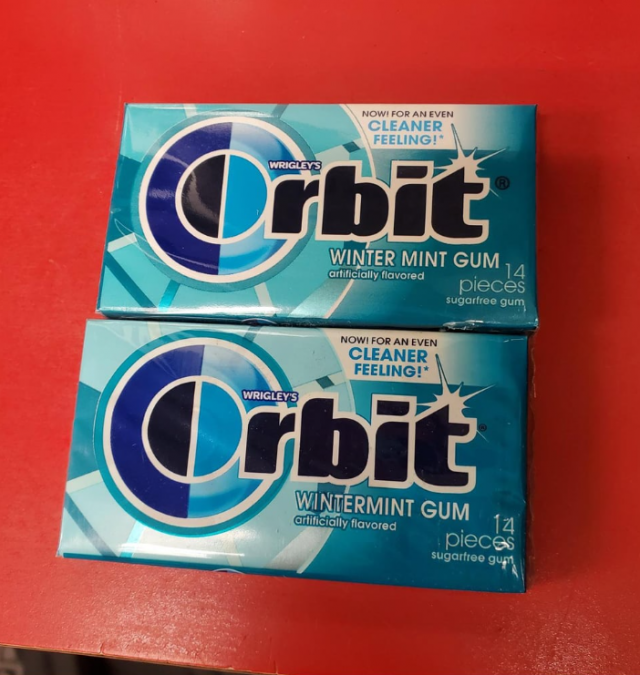 NOW! FOR AN EVEN
CLEANER
FEELING!*
WRIGLEY'S
Orbit®
WINTER MINT GUM
artificially flavored
14
pieces
sugarfree gum
NOW! FOR AN EVEN
CLEANER
FEELING!*
WRIGLEY'S
Orbit®
WINTERMINT GUM
artificially flavored
14
pieces
sugarfree gum